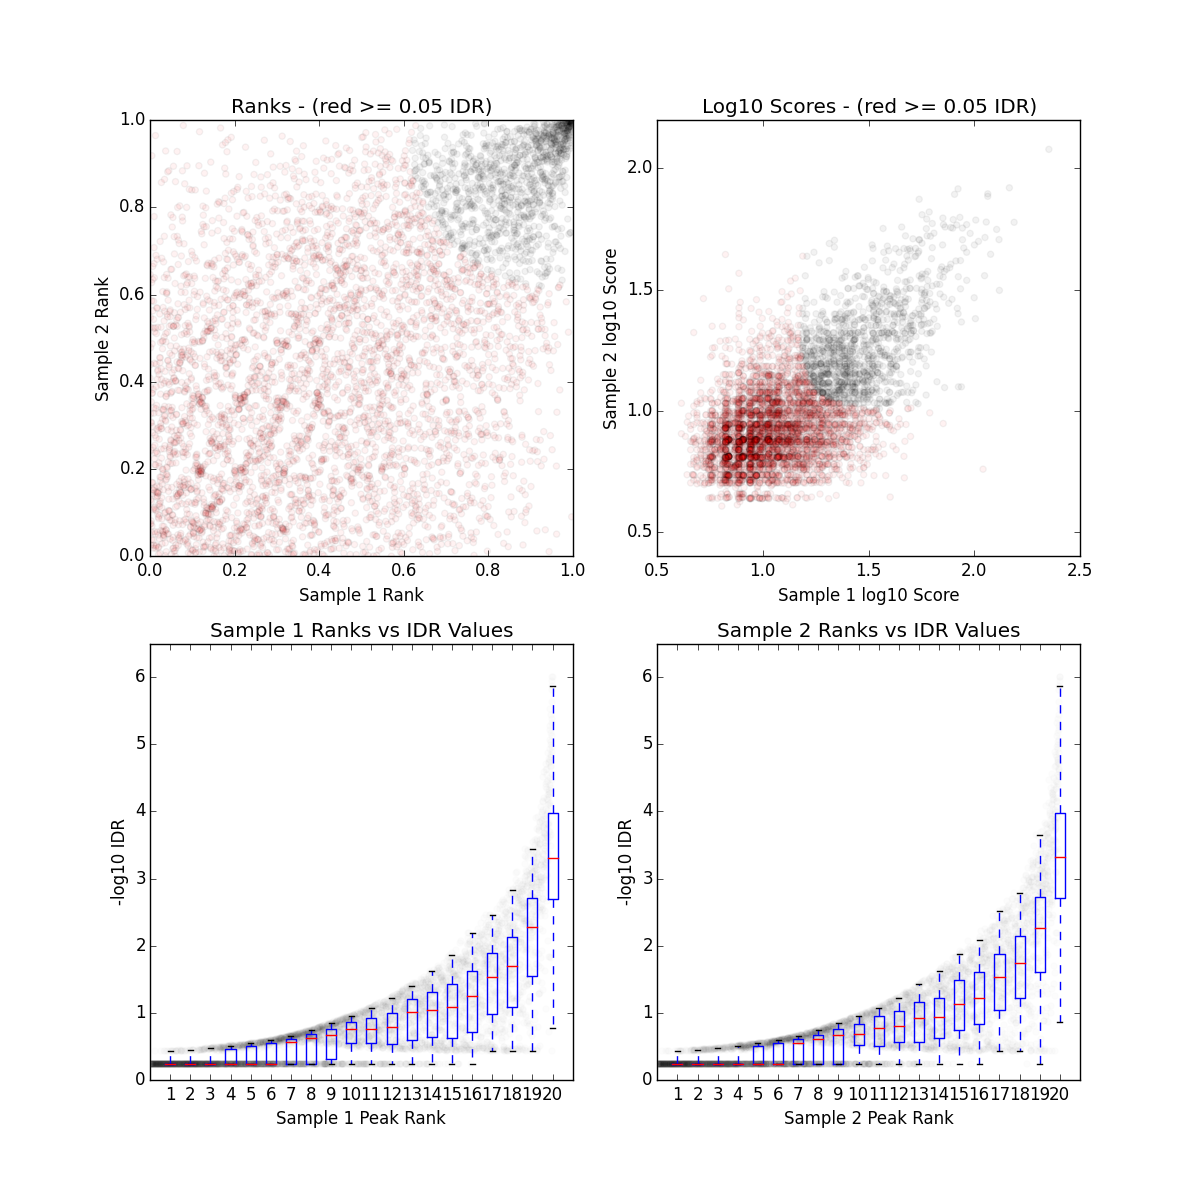 Ranks - (red >= 0.05 IDR)
1.0
0.8
0.6
0.4
0.2
0.0
Sample 2 Rank
0.0 0.2 0.4 0.6 0.8 1.0
Sample 1 Rank
Log10 Scores - (red >= 0.05 IDR)
2.0
1.5
1.0
0.5
Sample 2 log10 Score
0.5 1.0 1.5 2.0 2.5
Sample 1 log10 Score
Sample 1 Ranks vs IDR Values
6
5
4
3
2
1
0
-log10 IDR
1 2 3 4 5 6 7 8 9 10 11 12 13 14 15 16 17 18 19 20
Sample 1 Peak Rank
Sample 2 Ranks vs IDR Values
6
5
4
3
2
1
0
-log10 IDR
1 2 3 4 5 6 7 8 9 10 11 12 13 14 15 16 17 18 19 20
Sample 2 Peak Rank